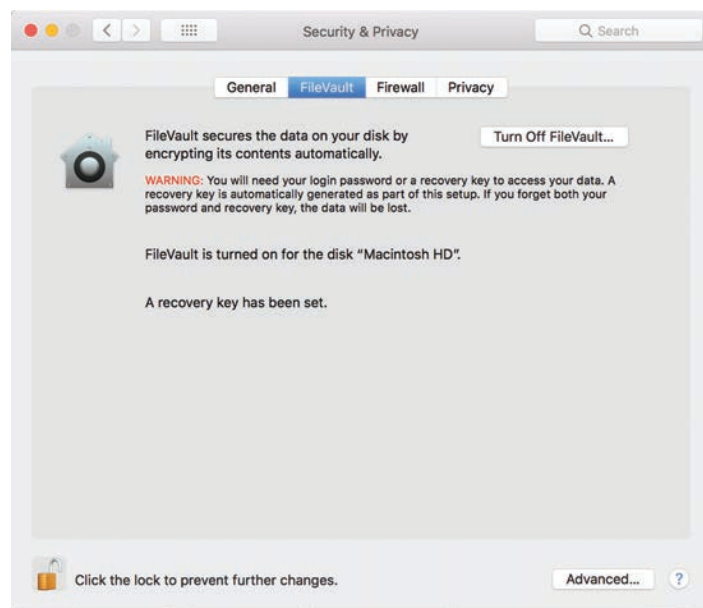 Security & Privacy
Search
General FileVault Firewall Privacy
FileVault secures the data on your disk by
encrypting its contents automatically.
Turn Off FileVault...
WARNING: You will need your login password or a recovery key to access your data. A
recovery key is automatically generated as part of this setup. If you forget both your
password and recovery key, the data will be lost.
FileVault is turned on for the disk “Macintosh HD”.
A recovery key has been set.
Click the lock to prevent further changes.
Advanced... ?